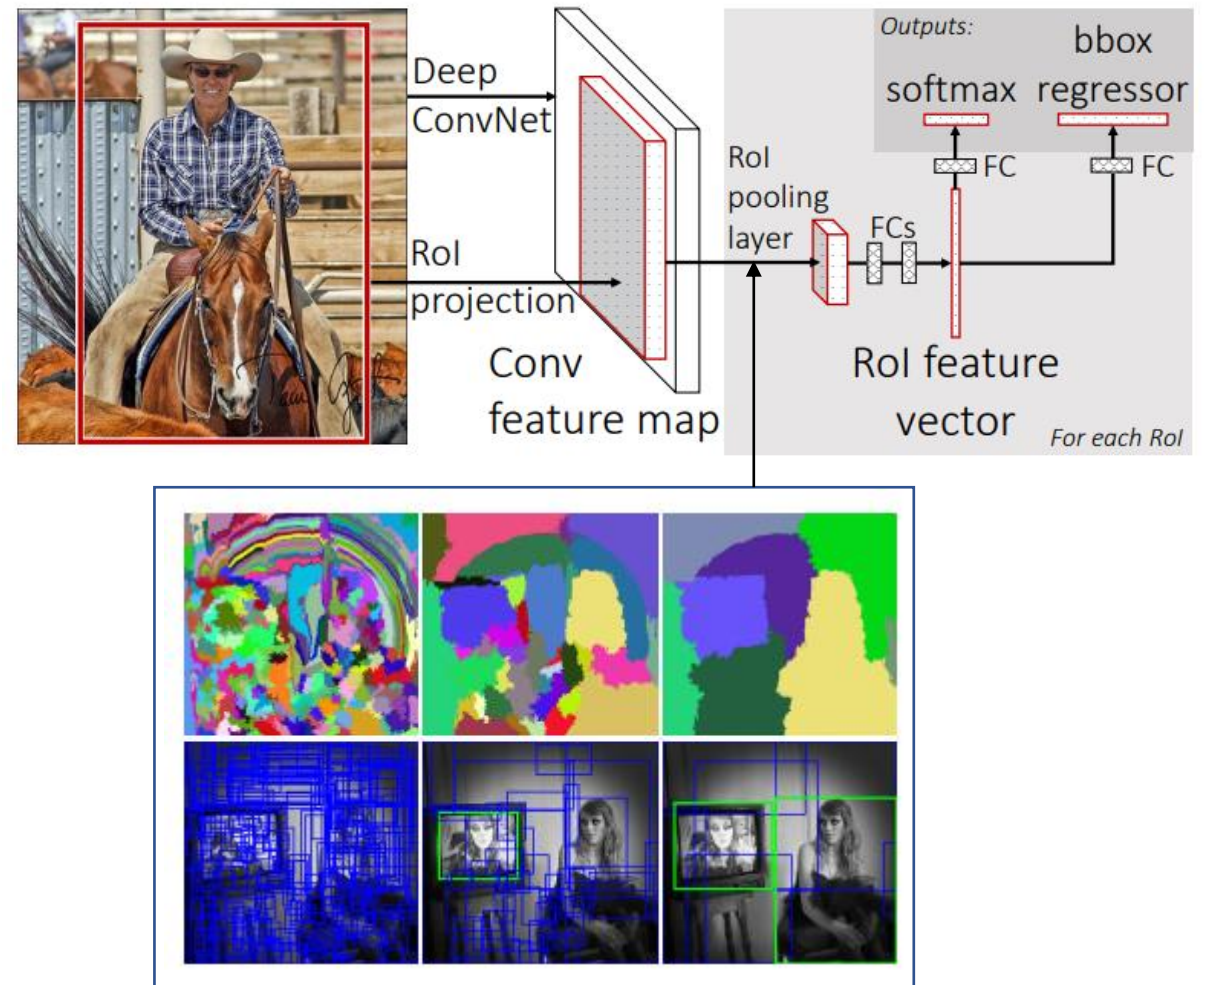 Deep
ConvNet
RoI
projection
Conv
feature map
RoI
pooling
layer
FCs
RoI feature
vector
For each RoI
Outputs:
softmax
bbox
regressor
FC
FC